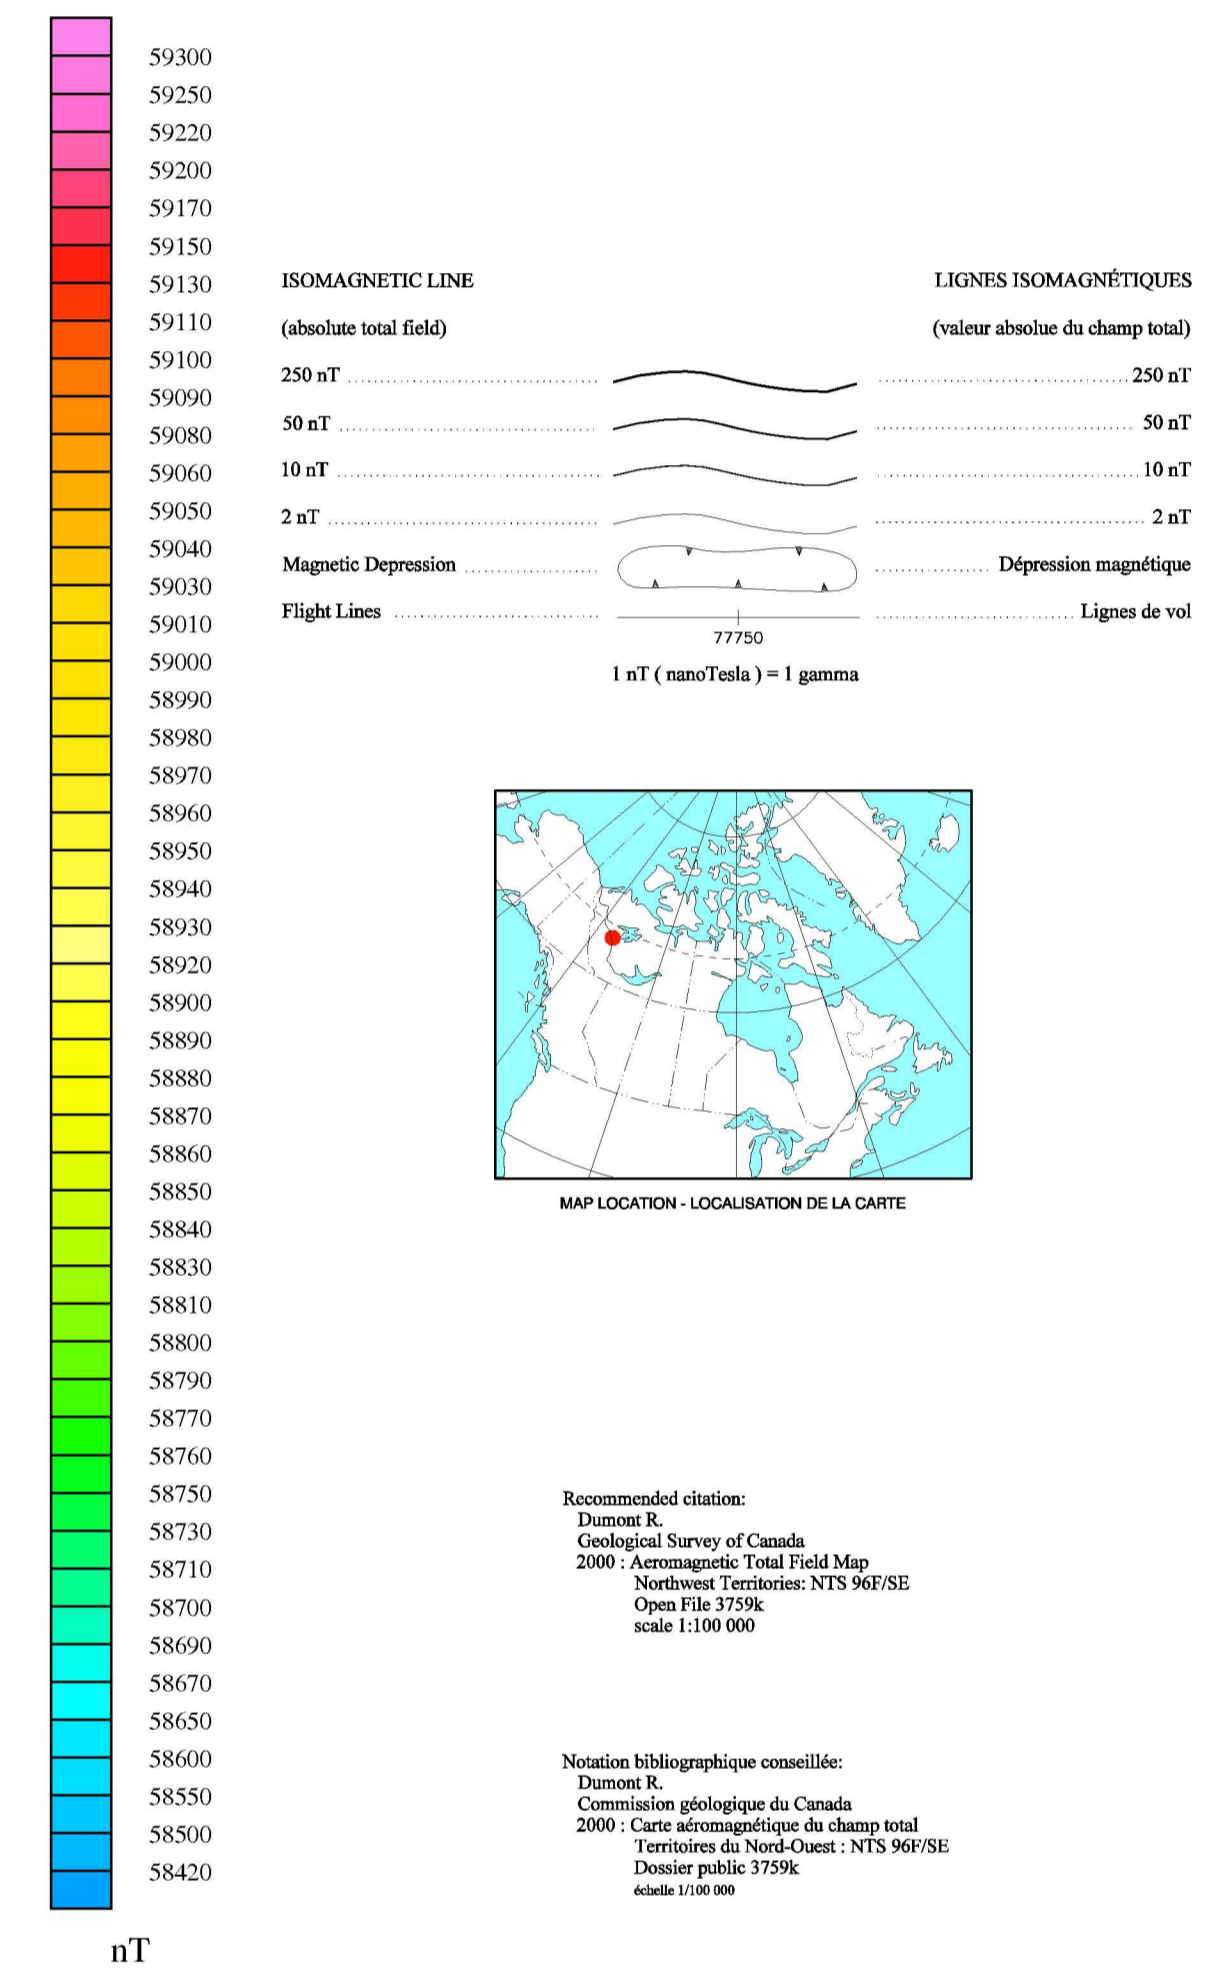 59300
59250
59220
59200
59170
59150
59130
59110
59100
59090
59080
59060
59050
59040
59030
59010
59000
58990
58980
58970
58960
58950
58940
58930
58920
58900
58890
58880
58870
58860
58850
58840
58830
58810
58800
58790
58770
58760
58750
58730
58710
58700
58690
58670
58650
58600
58550
58500
58420
nT
ISOMAGNETIC LINE LIGNES ISOMAGNÉTIQUES
(absolute total field) (valeur absolue du champ total)
250 nT 250 nT
50 nT 50 nT
10 nT 10 nT
2 nT 2 nT
Magnetic Depression Dépression magnétique
Flight Lines Lignes de vol
77750
1 nT ( nanoTesla ) = 1 gamma
MAP LOCATION - LOCALISATION DE LA CARTE
Recommended citation:
Dumont R.
Geological Survey of Canada
2000 : Aeromagnetic Total Field Map
Northwest Territories: NTS 96F/SE
Open File 3759k
scale 1:100 000
Notation bibliographique conseillée:
Dumont R.
Commission géologique du Canada
2000 : Carte aéromagnétique du champ total
Territoires du Nord-Ouest : NTS 96F/SE
Dossier public 3759k
échelle 1/100 000